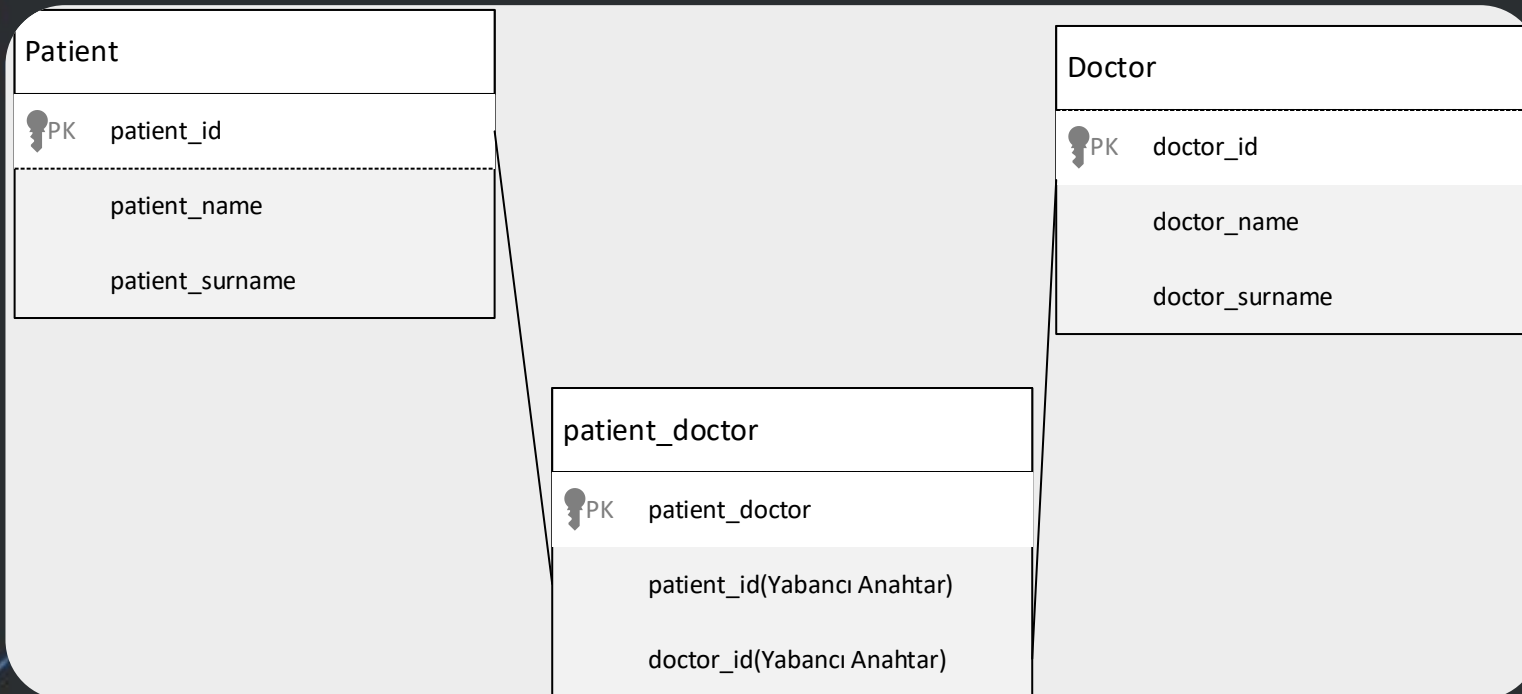 Patient
PK patient_id
patient_name
patient_surname
Doctor
PK doctor_id
doctor_name
doctor_surname
patient_doctor
PK patient_doctor
patient_id(Yabancı Anahtar)
doctor_id(Yabancı Anahtar)